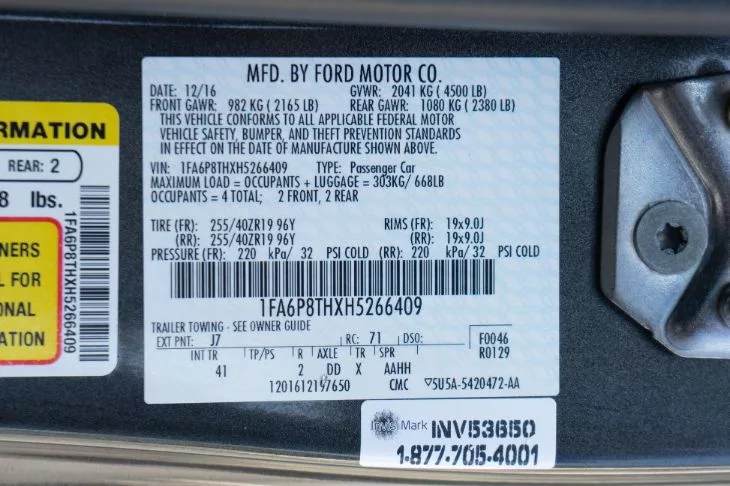 RMATION
REAR: 2
8 lbs.
NERS
L FOR
ONAL
ATION
1FA6P8THXH5266409
MFD. BY FORD MOTOR CO.
DATE: 12/16 GVWR: 2041 KG ( 4500 LB)
FRONT GAWR: 982 KG ( 2165 LB) REAR GAWR: 1080 KG ( 2380 LB)
THIS VEHICLE CONFORMS TO ALL APPLICABLE FEDERAL MOTOR
VEHICLE SAFETY, BUMPER, AND THEFT PREVENTION STANDARDS
IN EFFECT ON THE DATE OF MANUFACTURE SHOWN ABOVE.
VIN: 1FA6P8THXH5266409 TYPE: Passenger Car
MAXIMUM LOAD = OCCUPANTS + LUGGAGE = 303KG/ 668LB
OCCUPANTS = 4 TOTAL; 2 FRONT, 2 REAR
TIRE (FR): 255/40ZR19 96Y RIMS (FR): 19x9.0J
(RR): 255/40ZR19 96Y (RR): 19x9.0J
PRESSURE (FR): 220 kPa/ 32 PSI COLD (RR): 220 kPa/ 32 PSI COLD
1FA6P8THXH5266409
TRAILER TOWING - SEE OWNER GUIDE
EXT PNT: J7 RC: 71 DSO: F0046
R0129
INT TR TP/PS R AXLE TR SPR
41 2 DD X AAHH
CMC 5U5A-5420472-AA
Mark INV53650
1-877-705-4001